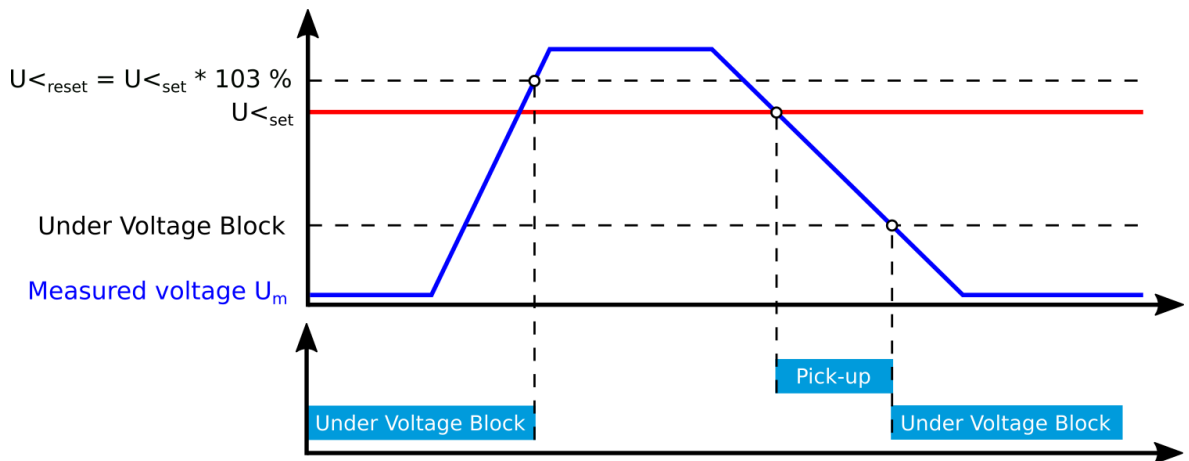 U<reset = U<set * 103 %
U<set
Under Voltage Block
Measured voltage Um
Pick-up
Under Voltage Block
Under Voltage Block